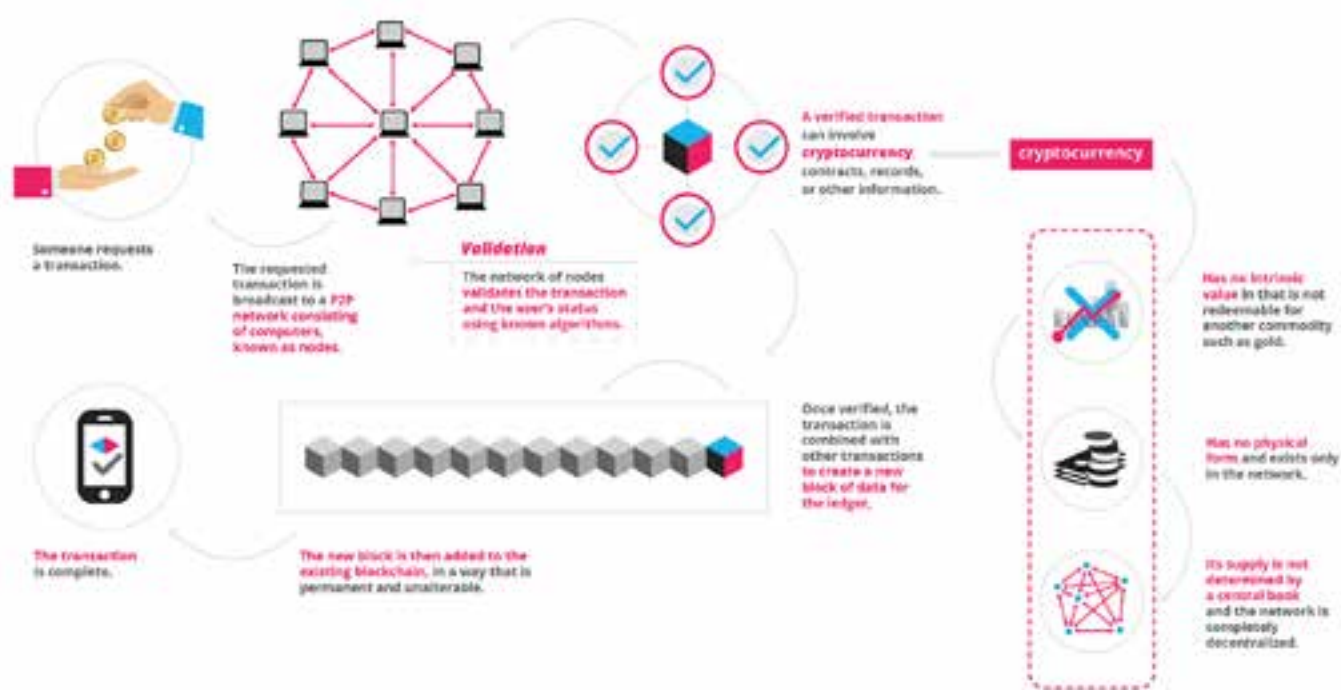 Someone requests
a transaction.
The requested
transaction is
broadcast to a P2P
network consisting
of computers,
known as nodes.
Validation
The network of nodes
validates the transaction
and the user's status
using known algorithms.
A verified transaction
can involve
cryptocurrency
contracts, records,
or other information.
cryptocurrency
Has no intrinsic
value in that is not
redeemable for
another commodity
such as gold.
Has no physical
form and exists only
in the network.
Its supply is not
determined by
a central bank
and the network is
completely
decentralized.
Once verified, the
transaction is
combined with
other transactions
to create a new
block of data for
the ledger.
The new block is then added to the
existing blockchain, in a way that is
permanent and unalterable.
The transaction
is complete.